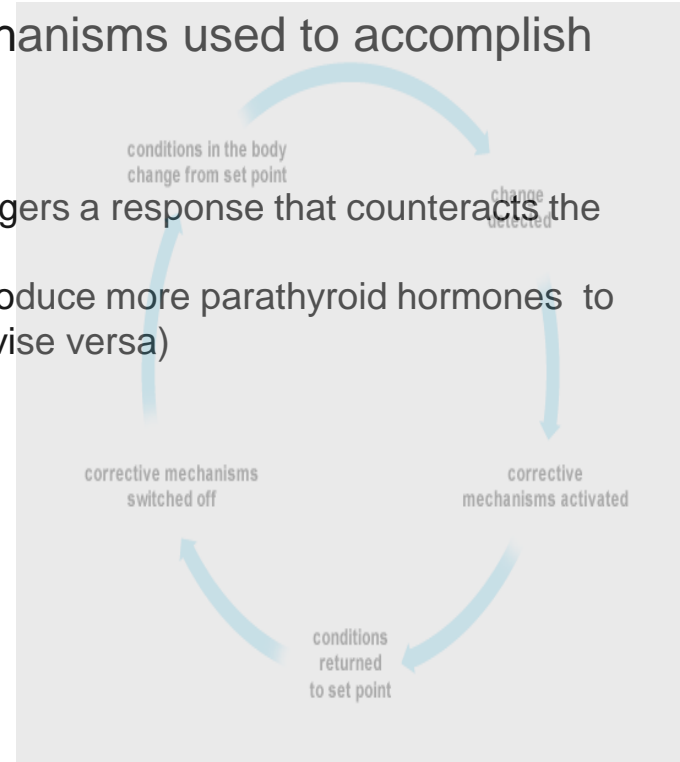 anisms used to accomplish
conditions in the body
change from set point
change
detected
gers a response that counteracts the
oduce more parathyroid hormones to
vise versa)
corrective mechanisms
switched off
corrective
mechanisms activated
conditions
returned
to set point